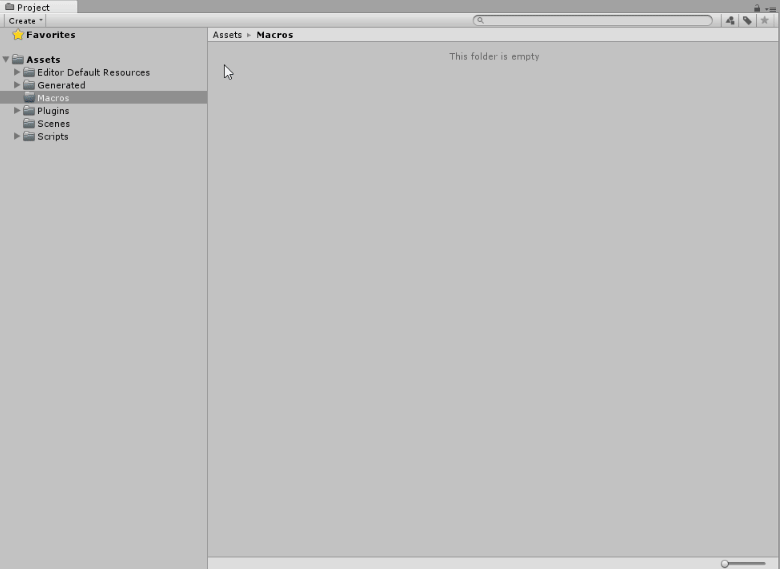 Project
Create
Favorites
Assets
Editor Default Resources
Generated
Macros
Plugins
Scenes
Scripts
Assets Macros
This folder is empty